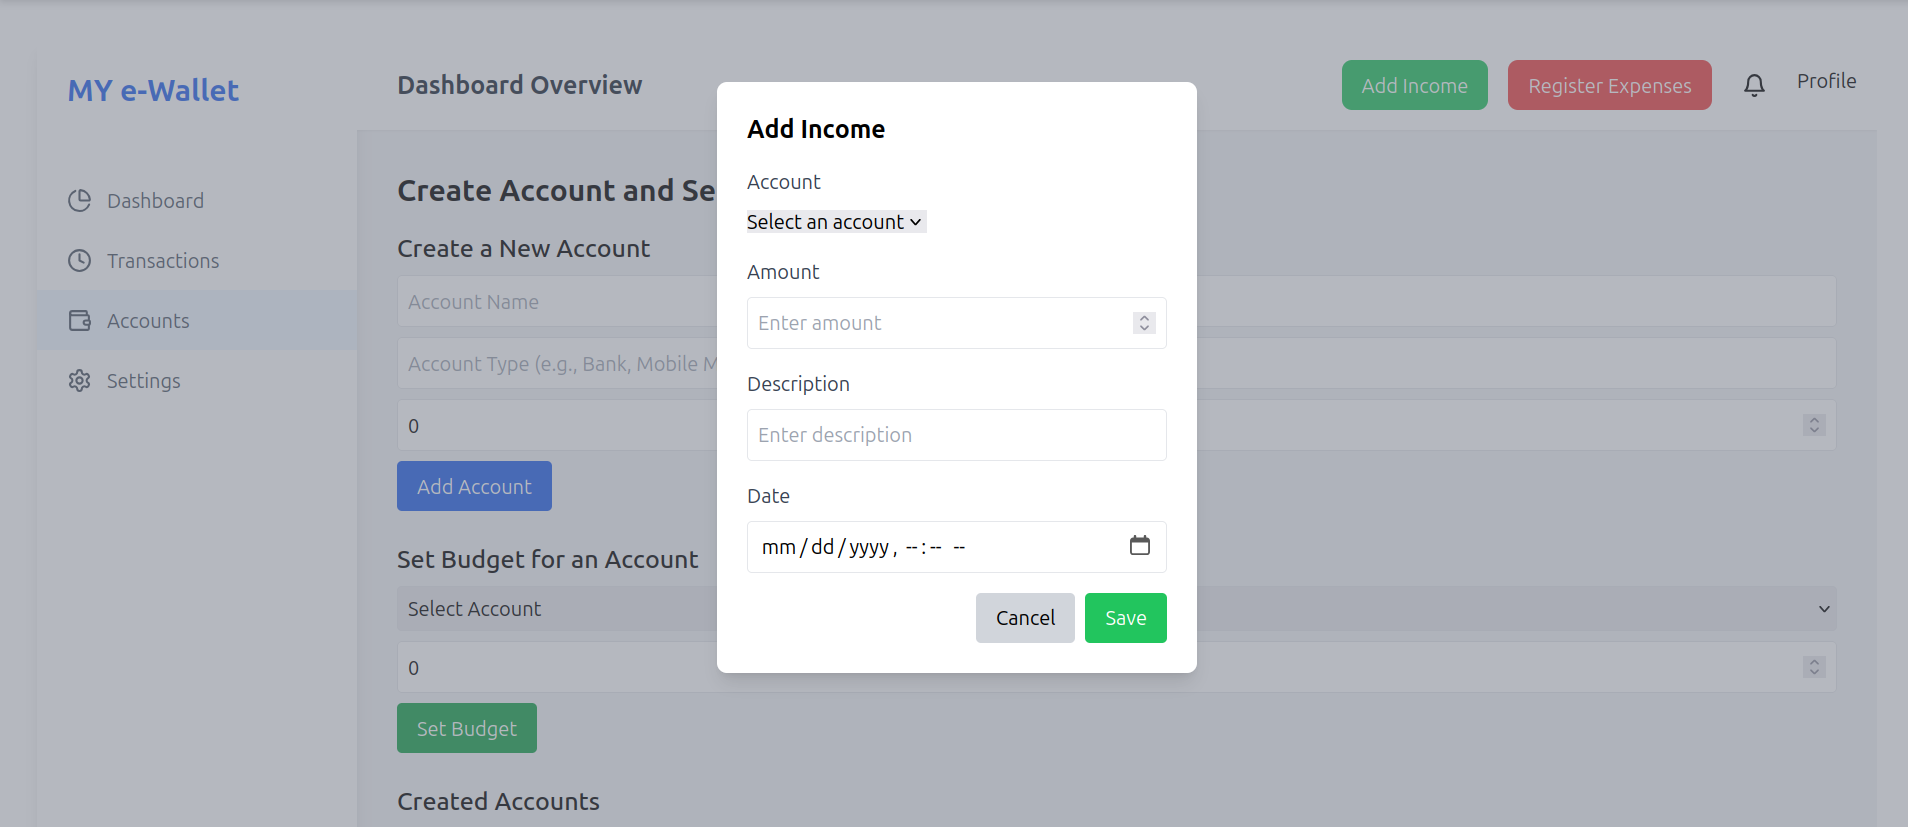 MY e-Wallet
Dashboard
Transactions
Accounts
Settings
Dashboard Overview
Add Income
Register Expenses
Profile
Create Account and Se
Create a New Account
Account Name
Account Type (e.g., Bank, Mobile M
0
Add Account
Set Budget for an Account
Select Account
0
Set Budget
Created Accounts
Add Income
Account
Select an account
Amount
Enter amount
Description
Enter description
Date
mm/dd/yyyy, --:-- --
Cancel
Save